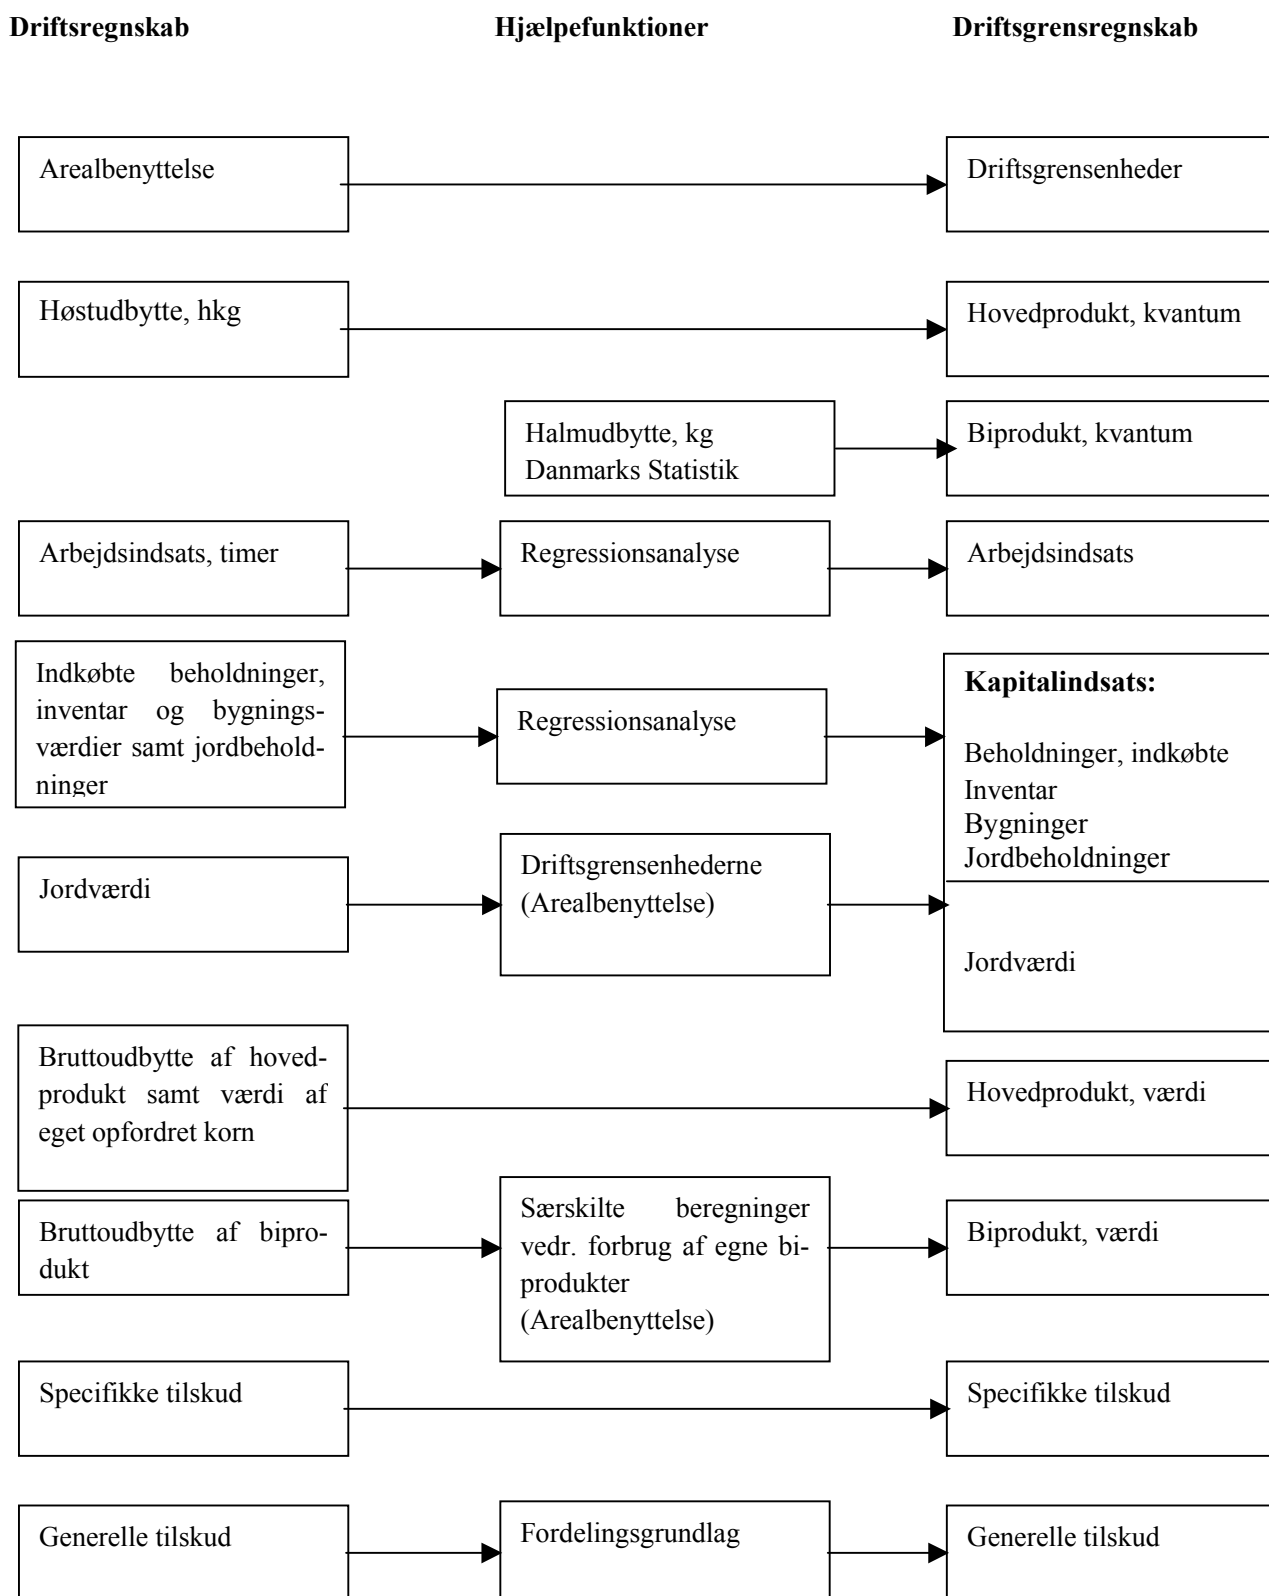 Driftsregnskab
Hjælpefunktioner
Driftsgrensregnskab
Arealbenyttelse
Driftsgrensenheder
Høstudbytte, hkg
Hovedprodukt, kvantum
Halmudbytte, kg
Danmarks Statistik
Biprodukt, kvantum
Arbejdsindsats, timer
Regressionsanalyse
Arbejdsindsats
Indkøbte beholdninger,
inventar og bygnings-
værdier samt jordbehold-
ninger
Regressionsanalyse
Kapitalindsats:
Beholdninger, indkøbte
Inventar
Bygninger
Jordbeholdninger
Jordværdi
Driftsgrensenhederne
(Arealbenyttelse)
Jordværdi
Bruttoudbytte af hoved-
produkt samt værdi af
eget opfordret korn
Hovedprodukt, værdi
Bruttoudbytte af bipro-
dukt
Særskilte beregninger
vedr. forbrug af egne bi-
produkter
(Arealbenyttelse)
Biprodukt, værdi
Specifikke tilskud
Specifikke tilskud
Generelle tilskud
Fordelingsgrundlag
Generelle tilskud